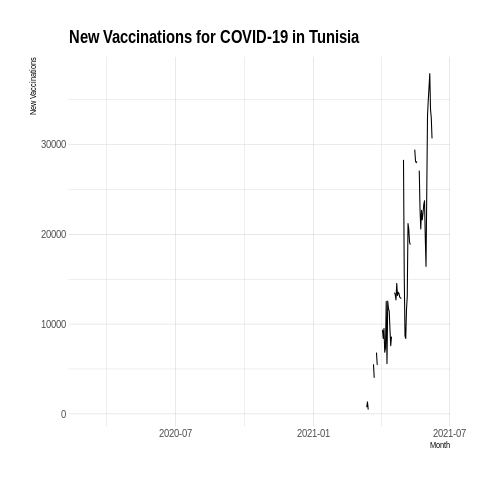 New Vaccinations for COVID-19 in Tunisia
New Vaccinations
30000
20000
10000
0
2020-07
2021-01
2021-07
Month